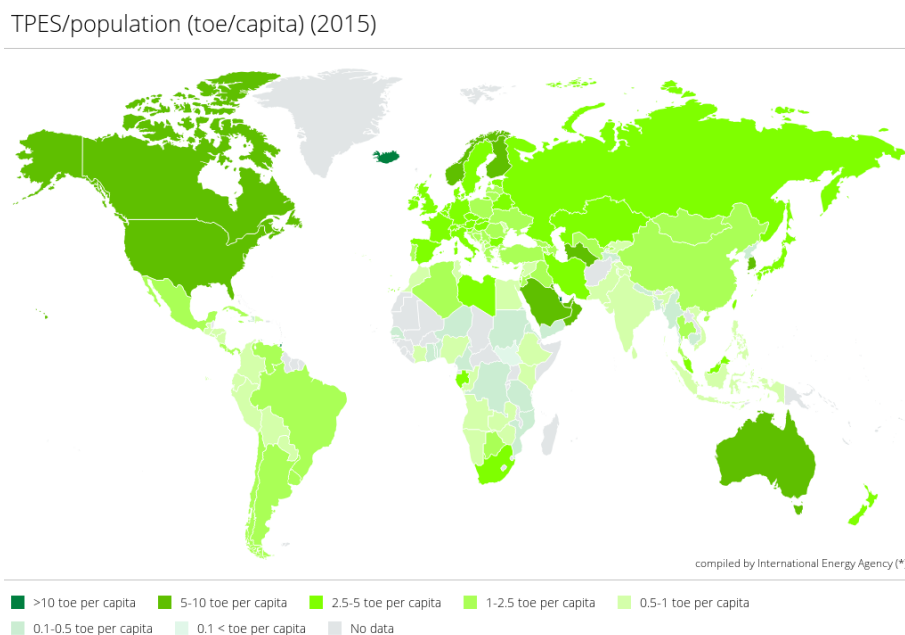 TPES/population (toe/capita) (2015)
compiled by International Energy Agency (*)
>10 toe per capita
5-10 toe per capita
2.5-5 toe per capita
1-2.5 toe per capita
0.5-1 toe per capita
0.1-0.5 toe per capita
0.1 < toe per capita
No data